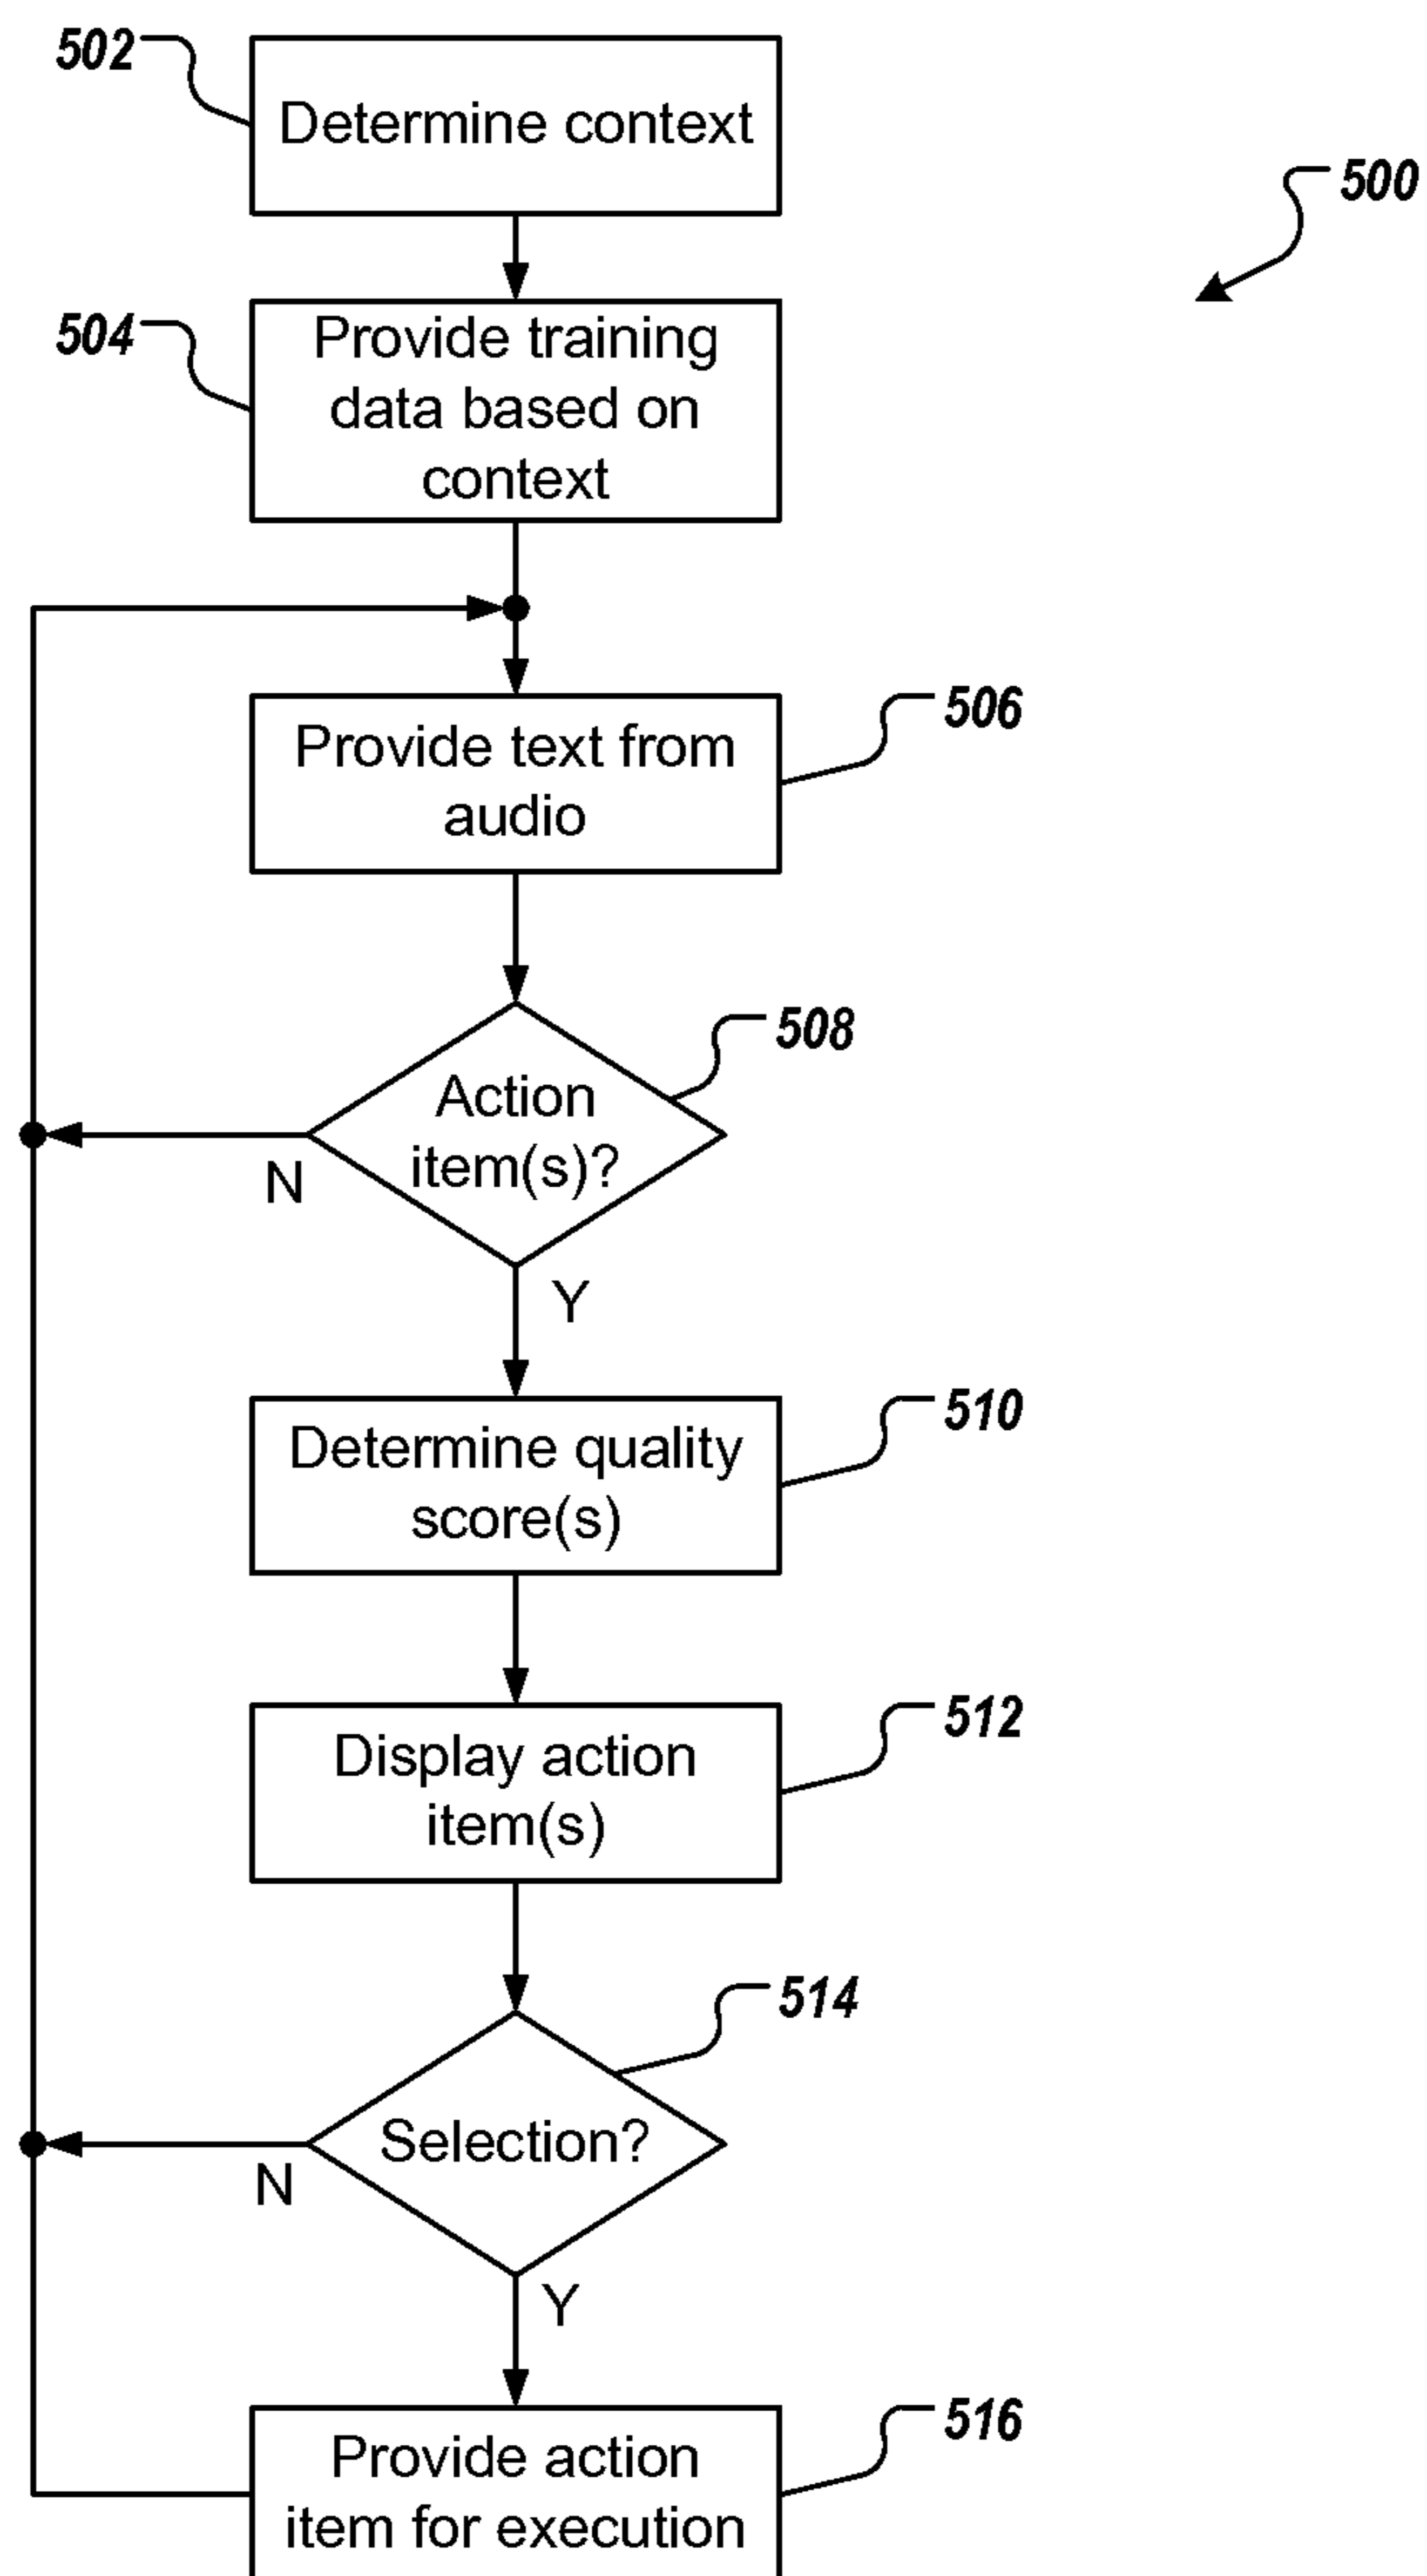 502
Determine context
500
504
Provide training
data based on
context
506
Provide text from
audio
508
Action
item(s)?
N
Y
510
Determine quality
score(s)
512
Display action
item(s)
514
Selection?
N
Y
516
Provide action
item for execution